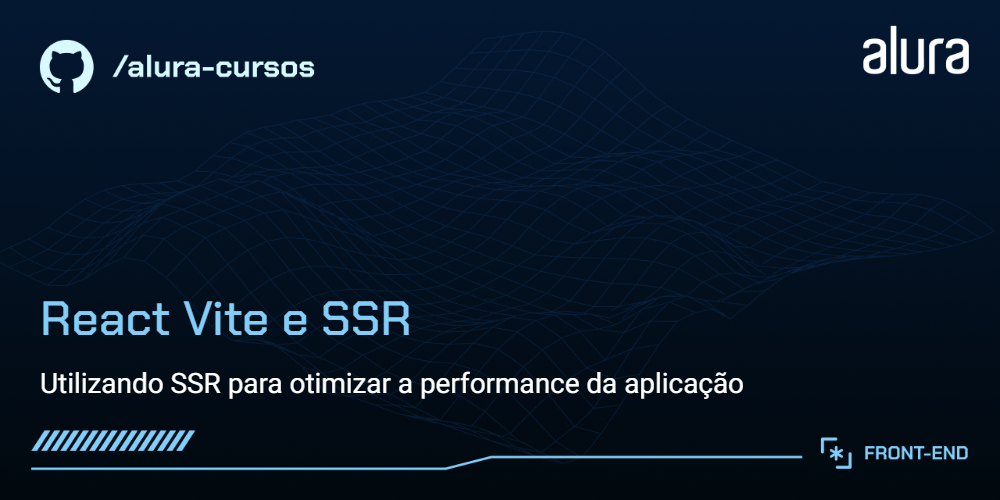 /alura-cursos
alura
React Vite e SSR
Utilizando SSR para otimizar a performance da aplicação
FRONT-END